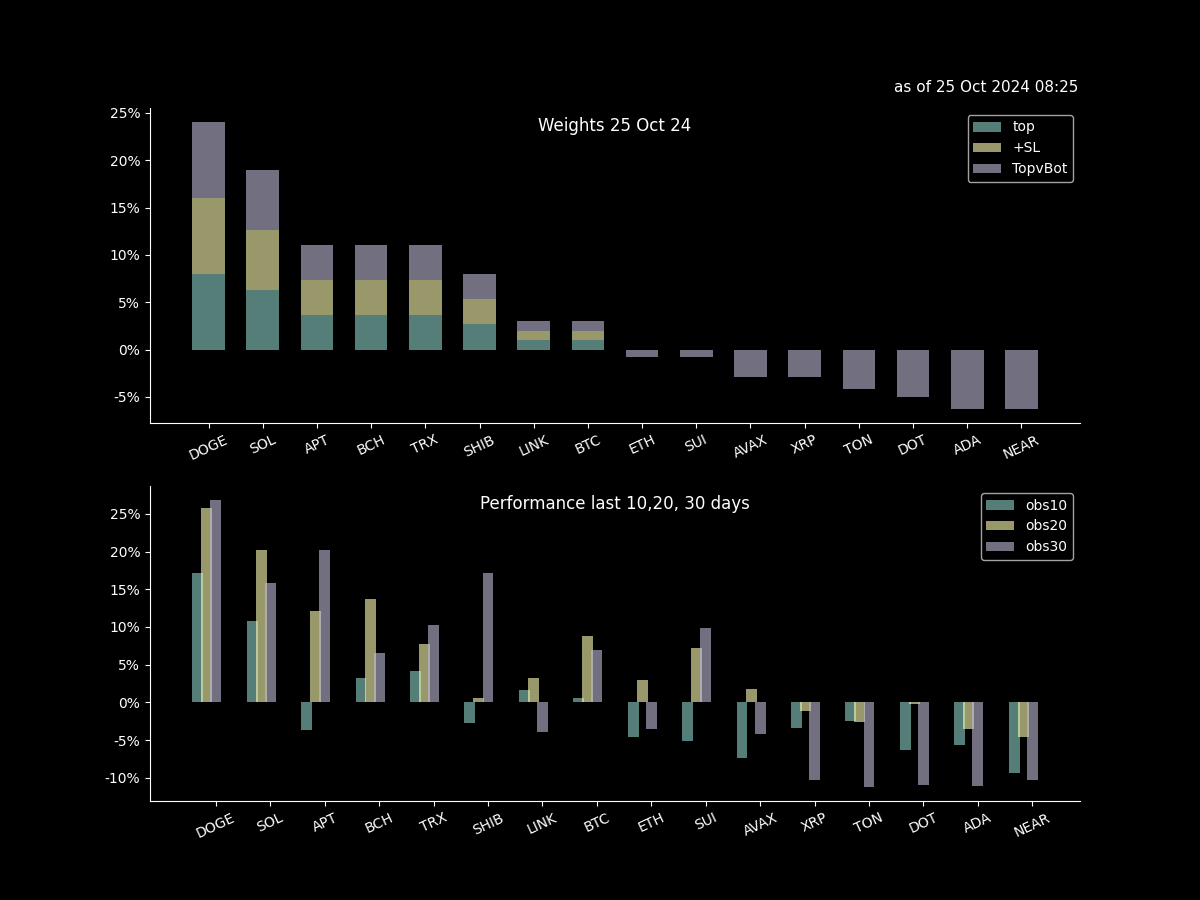 as of 25 Oct 2024 08:25
Weights 25 Oct 24
top
+SL
TopvBot
25%
20%
15%
10%
5%
0%
-5%
DOGE SOL APT BCH TRX SHIB LINK BTC ETH SUI AVAX XRP TON DOT ADA NEAR
Performance last 10,20, 30 days
obs10
obs20
obs30
25%
20%
15%
10%
5%
0%
-5%
-10%
DOGE SOL APT BCH TRX SHIB LINK BTC ETH SUI AVAX XRP TON DOT ADA NEAR